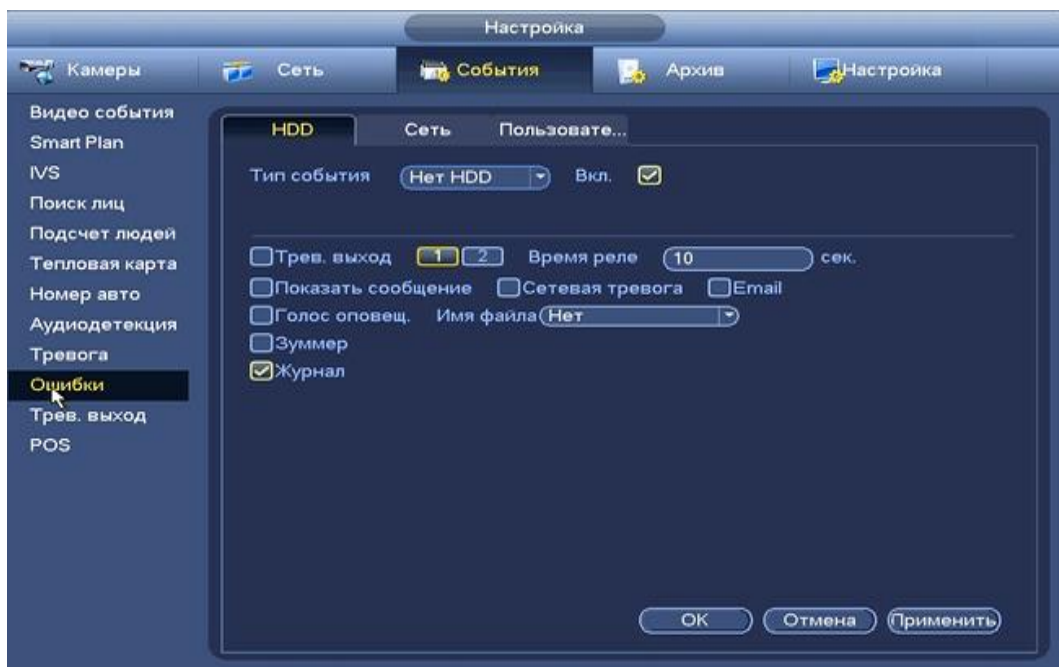 Настройка
Камеры Сеть События Архив Настройка
Видео события
Smart Plan
IVS
Поиск лиц
Подсчет людей
Тепловая карта
Номер авто
Аудиодетекция
Тревога
Ошибки
Трев. выход
POS
HDD Сеть Пользовате...
Тип события Нет HDD Вкл.
Трев. выход 1 2 Время реле 10 сек.
Показать сообщение Сетевая тревога Email
Голос оповещ. Имя файла Нет
Зуммер
Журнал
OK Отмена Применить